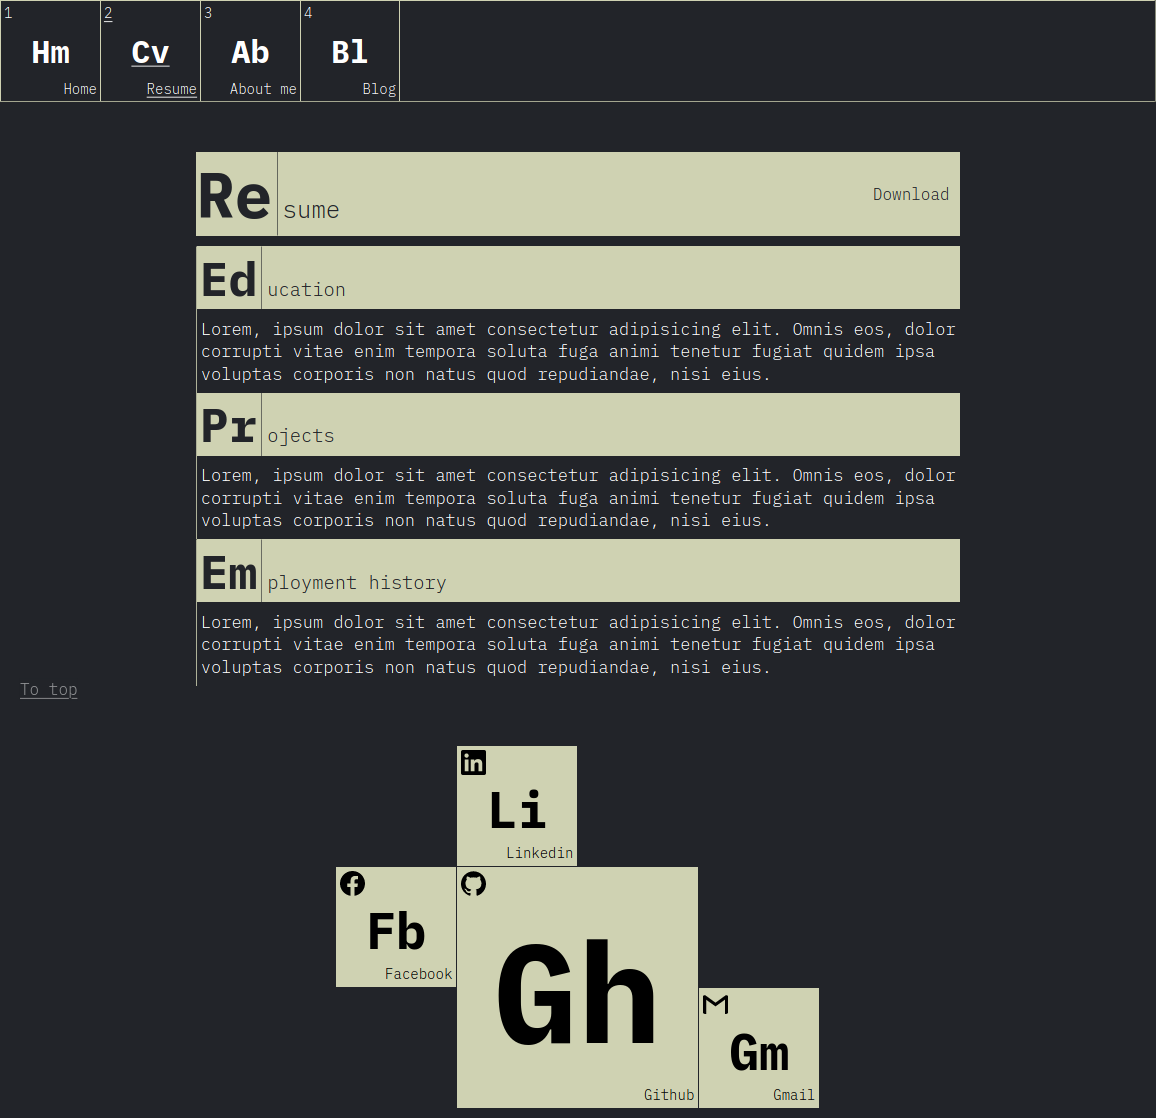 1
Hm
Home
2
Cv
Resume
3
Ab
About me
4
Bl
Blog
Re sume
Download
Ed ucation
Lorem, ipsum dolor sit amet consectetur adipisicing elit. Omnis eos, dolor
corrupti vitae enim tempora soluta fuga animi tenetur fugiat quidem ipsa
voluptas corporis non natus quod repudiandae, nisi eius.
Pr ojects
Lorem, ipsum dolor sit amet consectetur adipisicing elit. Omnis eos, dolor
corrupti vitae enim tempora soluta fuga animi tenetur fugiat quidem ipsa
voluptas corporis non natus quod repudiandae, nisi eius.
Em ployment history
Lorem, ipsum dolor sit amet consectetur adipisicing elit. Omnis eos, dolor
corrupti vitae enim tempora soluta fuga animi tenetur fugiat quidem ipsa
voluptas corporis non natus quod repudiandae, nisi eius.
To top
in
Li
Linkedin
Fb
Facebook
Gh
Github
Gm
Gmail